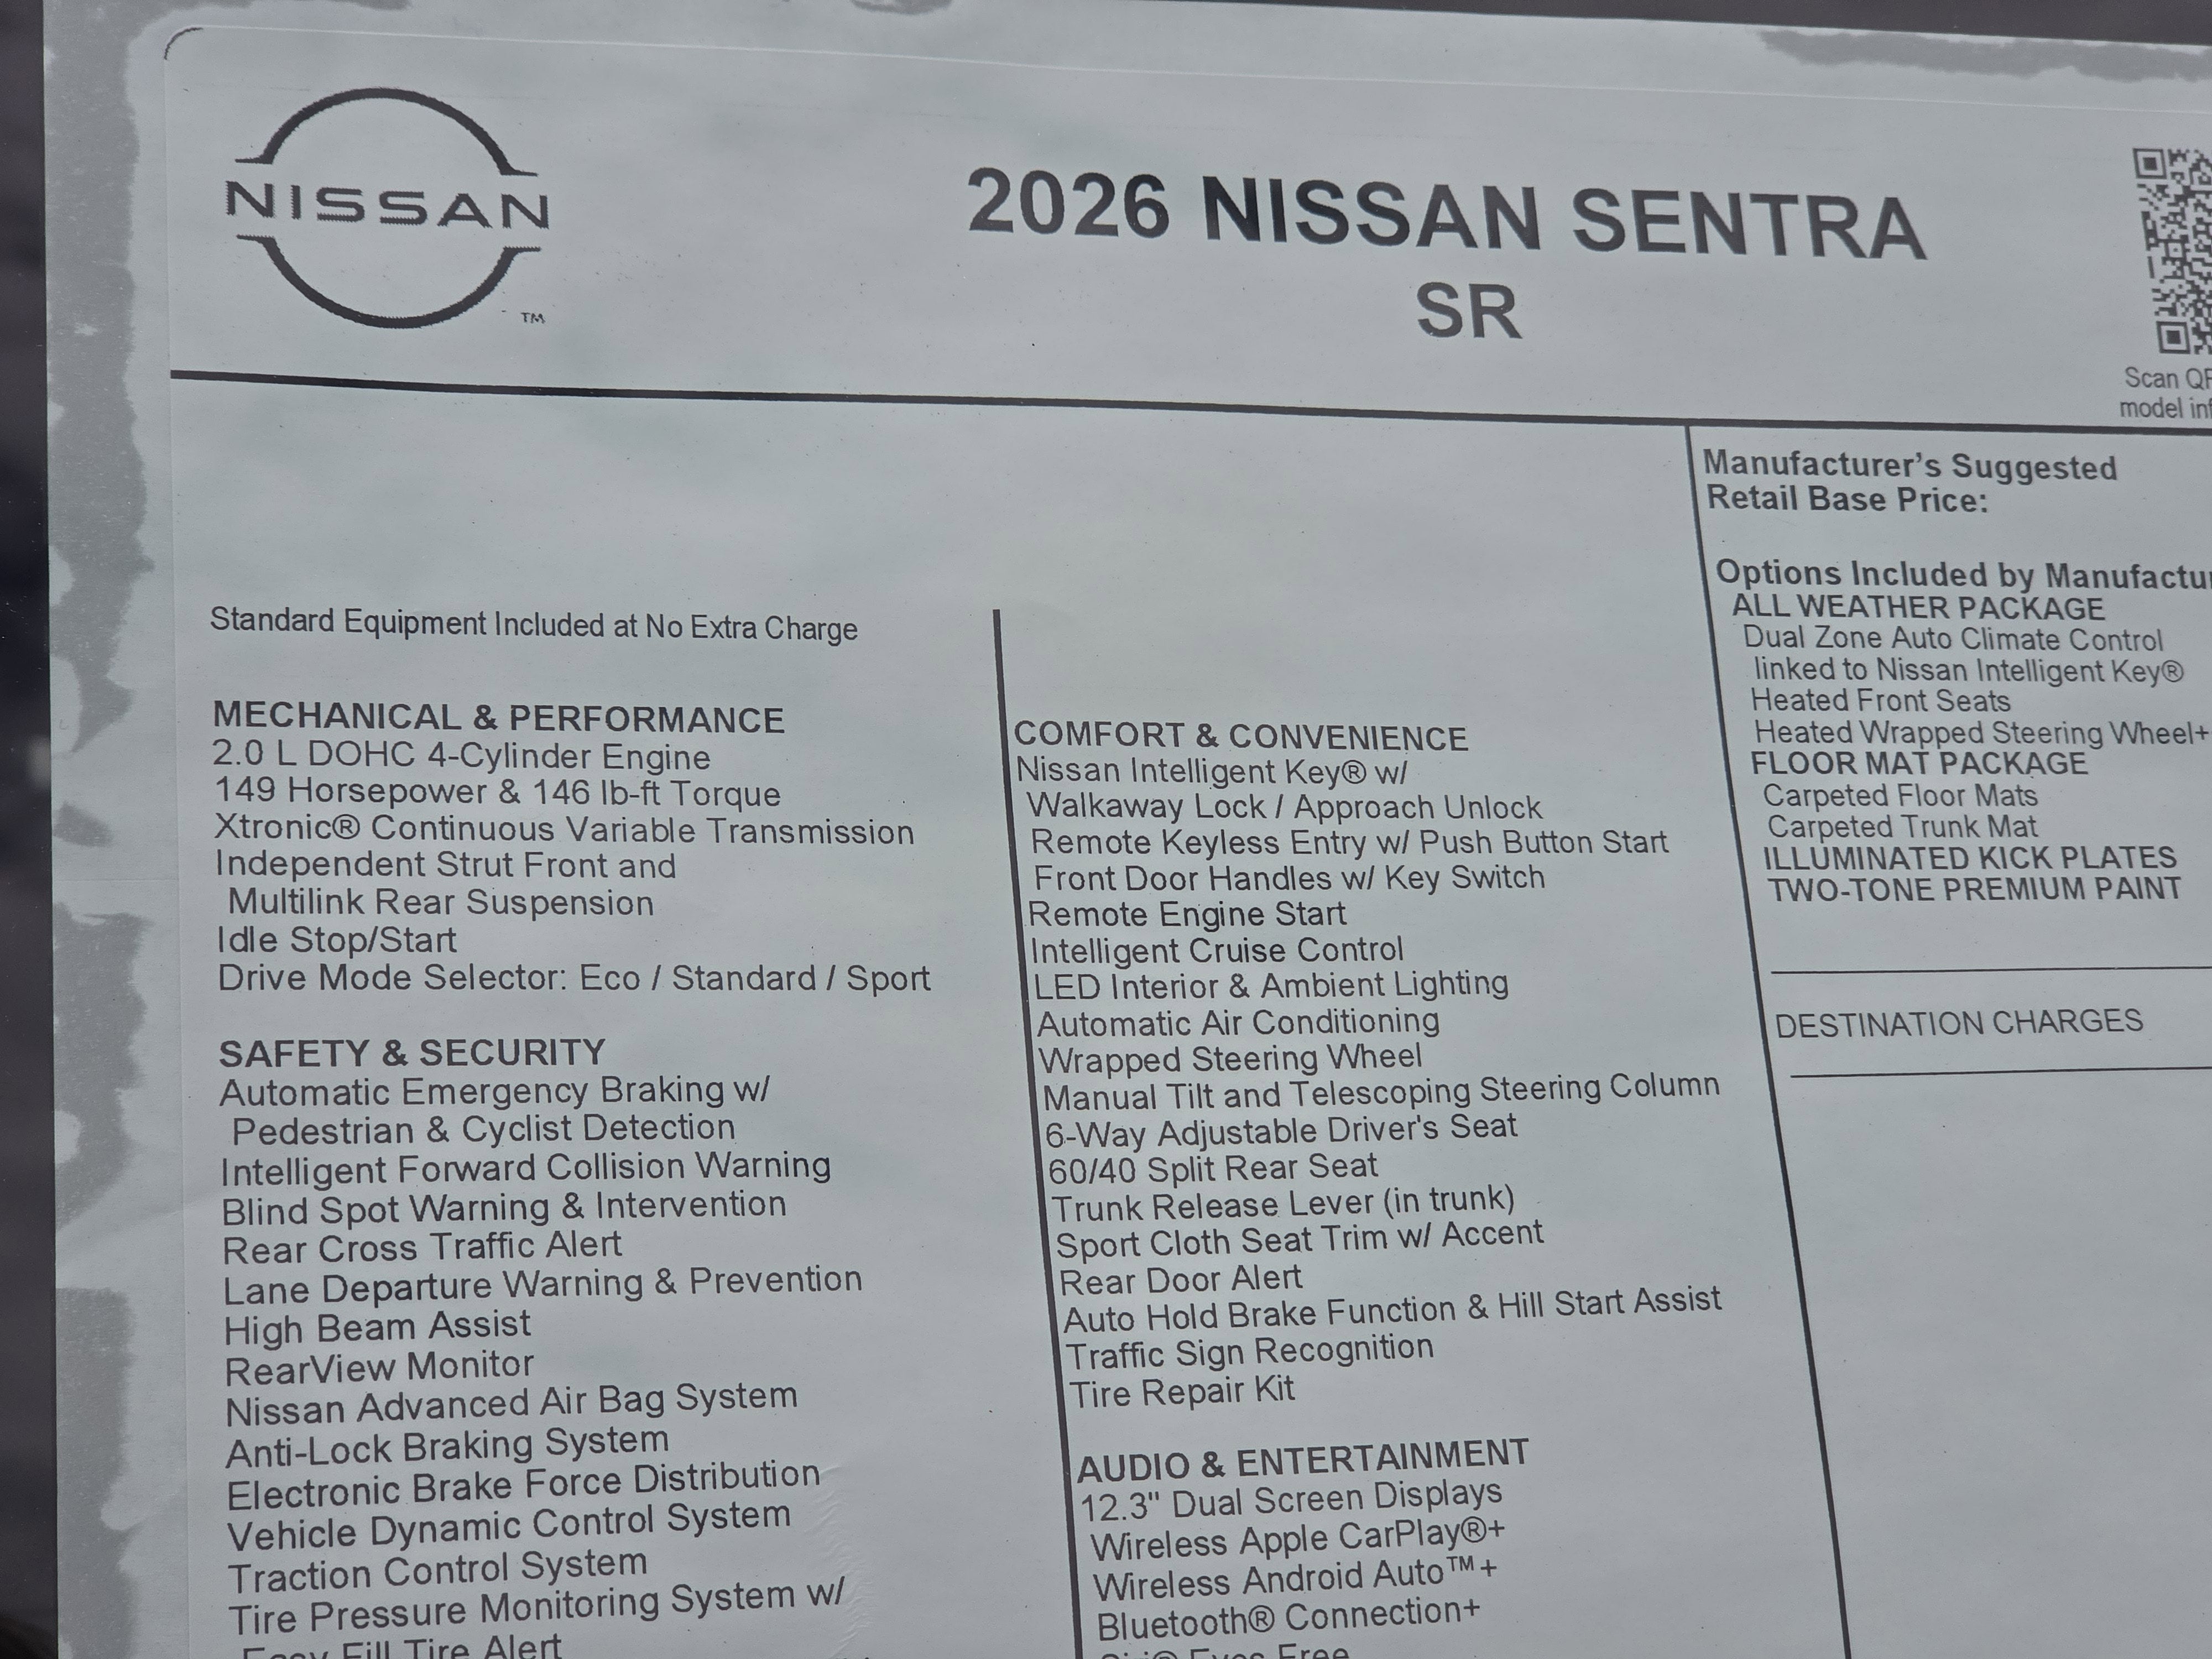 NISSAN
TM
2026 NISSAN SENTRA
SR
Scan
model
Standard Equipment Included at No Extra Charge
MECHANICAL & PERFORMANCE
2.0 L DOHC 4-Cylinder Engine
149 Horsepower & 146 lb-ft Torque
Xtronic® Continuous Variable Transmission
Independent Strut Front and
Multilink Rear Suspension
Idle Stop/Start
Drive Mode Selector: Eco / Standard / Sport
SAFETY & SECURITY
Automatic Emergency Braking w/
Pedestrian & Cyclist Detection
Intelligent Forward Collision Warning
Blind Spot Warning & Intervention
Rear Cross Traffic Alert
Lane Departure Warning & Prevention
High Beam Assist
RearView Monitor
Nissan Advanced Air Bag System
Anti-Lock Braking System
Electronic Brake Force Distribution
Vehicle Dynamic Control System
Traction Control System
Tire Pressure Monitoring System w/
Easy Fill Tire Alert
COMFORT & CONVENIENCE
Nissan Intelligent Key® w/
Walkaway Lock / Approach Unlock
Remote Keyless Entry w/ Push Button Start
Front Door Handles w/ Key Switch
Remote Engine Start
Intelligent Cruise Control
LED Interior & Ambient Lighting
Automatic Air Conditioning
Wrapped Steering Wheel
Manual Tilt and Telescoping Steering Column
6-Way Adjustable Driver's Seat
60/40 Split Rear Seat
Trunk Release Lever (in trunk)
Sport Cloth Seat Trim w/ Accent
Rear Door Alert
Auto Hold Brake Function & Hill Start Assist
Traffic Sign Recognition
Tire Repair Kit
AUDIO & ENTERTAINMENT
12.3" Dual Screen Displays
Wireless Apple CarPlay®+
Wireless Android Auto™+
Bluetooth® Connection+
Siri® Eyes Free
Manufacturer's Suggested
Retail Base Price:
Options Included by
ALL WEATHER PACKAGE
Dual Zone Auto Climate Control
linked to Nissan Intelligent Key®
Heated Front Seats
Heated Wrapped Steering Wheel+
FLOOR MAT PACKAGE
Carpeted Floor Mats
Carpeted Trunk Mat
ILLUMINATED KICK PLATES
TWO-TONE PREMIUM PAINT
DESTINATION CHARGES